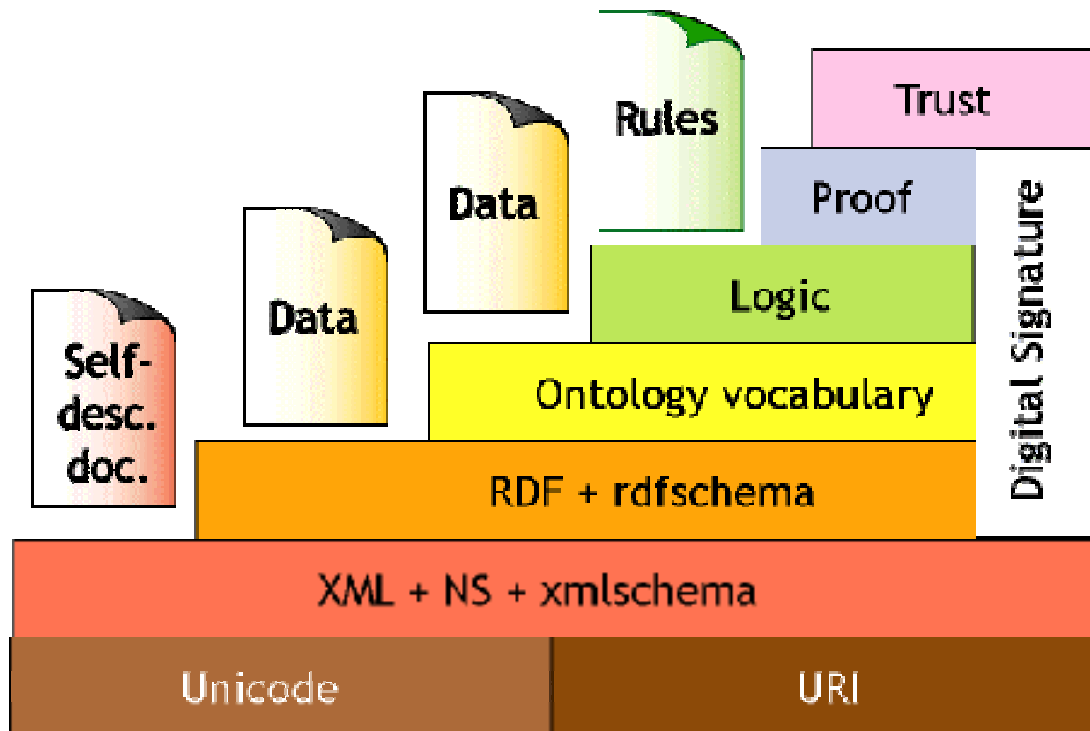 Rules
Trust
Data
Proof
Data
Logic
Self-
desc.
doc.
Ontology vocabulary
Digital Signature
RDF + rdfschema
XML + NS + xmlschema
Unicode
URI